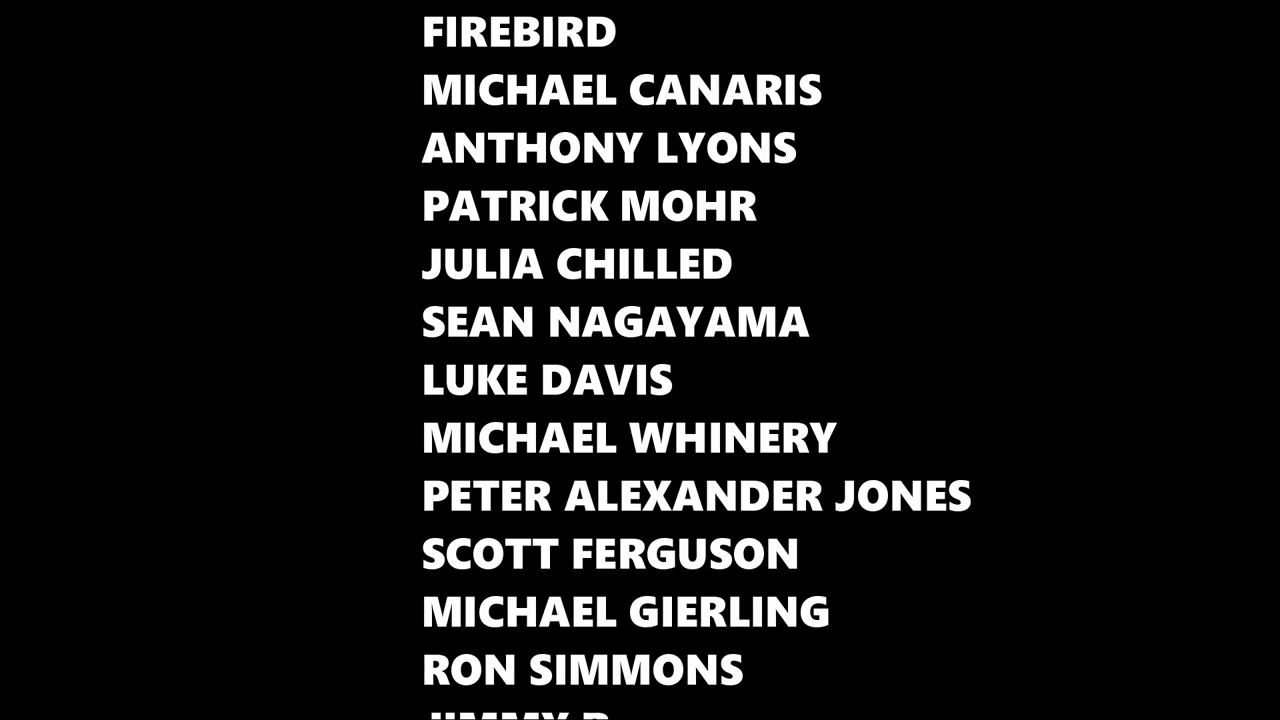 FIREBIRD
MICHAEL CANARIS
ANTHONY LYONS
PATRICK MOHR
JULIA CHILLED
SEAN NAGAYAMA
LUKE DAVIS
MICHAEL WHINERY
PETER ALEXANDER JONES
SCOTT FERGUSON
MICHAEL GIERLING
RON SIMMONS
JIMMY